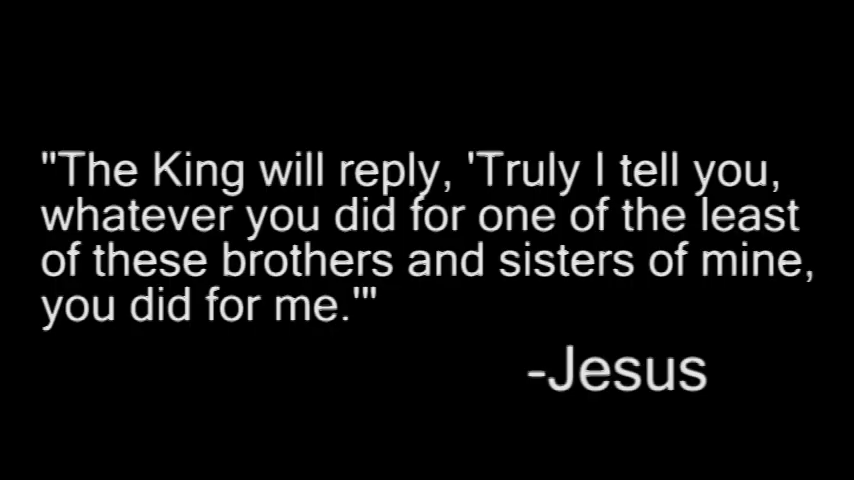 "The King will reply, 'Truly I tell you,
whatever you did for one of the least
of these brothers and sisters of mine,
you did for me.'"
-Jesus